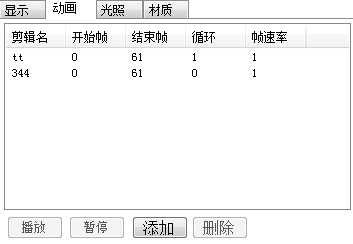 显示 动画 光照 材质
剪辑名 开始帧 结束帧 循环 帧速率
tt 0 61 1 1
344 0 61 0 1
播放 暂停 添加 删除